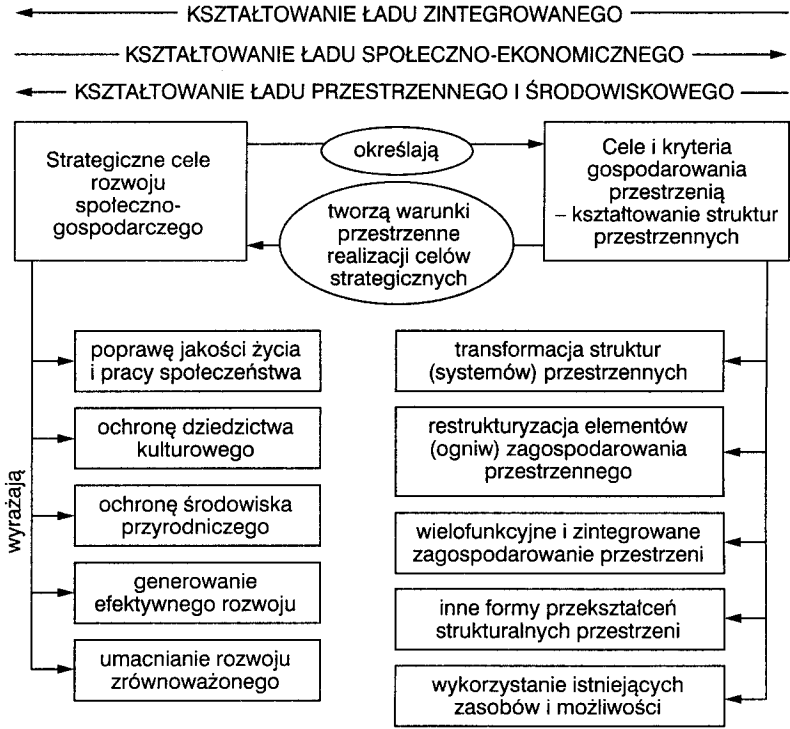 KSZTAŁTOWANIE ŁADU ZINTEGROWANEGO
KSZTAŁTOWANIE ŁADU SPOŁECZNO-EKONOMICZNEGO
KSZTAŁTOWANIE ŁADU PRZESTRZENNEGO I ŚRODOWISKOWEGO
Strategiczne cele
rozwoju
społeczno-
gospodarczego
określają
tworzą warunki
przestrzenne
realizacji celów
strategicznych
Cele i kryteria
gospodarowania
przestrzenią
– kształtowanie struktur
przestrzennych
wyrażają
poprawę jakości życia
i pracy społeczeństwa
ochronę dziedzictwa
kulturowego
ochronę środowiska
przyrodniczego
generowanie
efektywnego rozwoju
umacnianie rozwoju
zrównoważonego
transformacja struktur
(systemów) przestrzennych
restrukturyzacja elementów
(ogniw) zagospodarowania
przestrzennego
wielofunkcyjne i zintegrowane
zagospodarowanie przestrzeni
inne formy przekształceń
strukturalnych przestrzeni
wykorzystanie istniejących
zasobów i możliwości